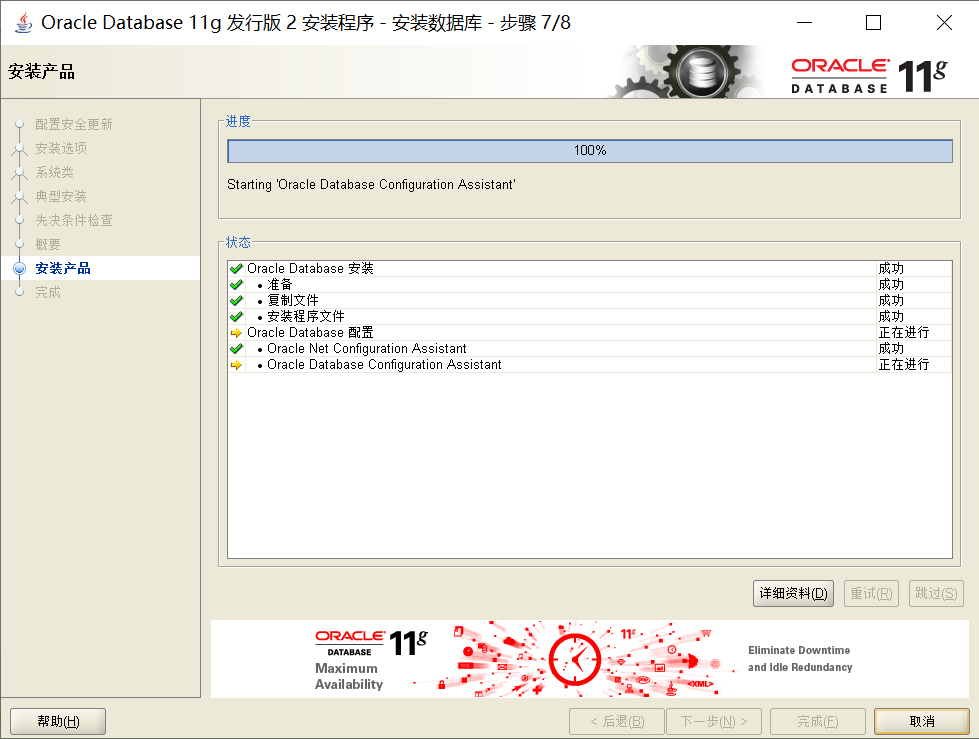 Oracle Database 11g 发行版 2 安装程序 - 安装数据库 - 步骤 7/8
安装产品
ORACLE
DATABASE 11g
配置安全更新
安装选项
系统类
典型安装
先决条件检查
概要
安装产品
完成
进度
100%
Starting 'Oracle Database Configuration Assistant'
状态
Oracle Database 安装 成功
• 准备 成功
• 复制文件 成功
• 安装程序文件 成功
Oracle Database 配置 正在进行
• Oracle Net Configuration Assistant 成功
• Oracle Database Configuration Assistant 正在进行
详细资料(D) 重试(R) 跳过(S)
ORACLE
DATABASE 11g
Maximum
Availability
11g
<XML>
Eliminate Downtime
and Idle Redundancy
帮助(H) < 后退(B) 下一步(N) > 完成(F) 取消